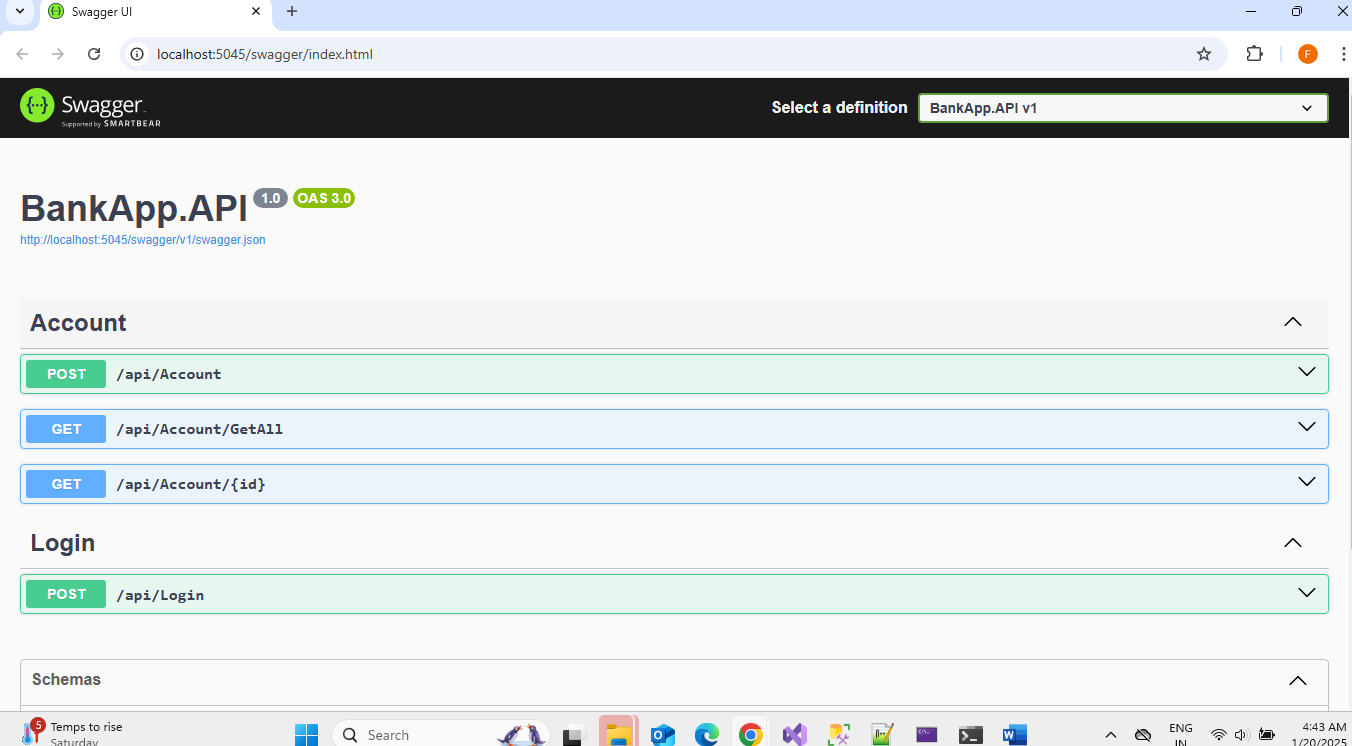 Swagger UI
localhost:5045/swagger/index.html
F
{···} Swagger
Supported by SMARTBEAR
Select a definition
BankApp.API v1
BankApp.API 1.0 OAS 3.0
http://localhost:5045/swagger/v1/swagger.json
Account
POST /api/Account
GET /api/Account/GetAll
GET /api/Account/{id}
Login
POST /api/Login
Schemas
5
Temps to rise
Saturday
Search
ENG
IN
4:43 AM
1/20/2025